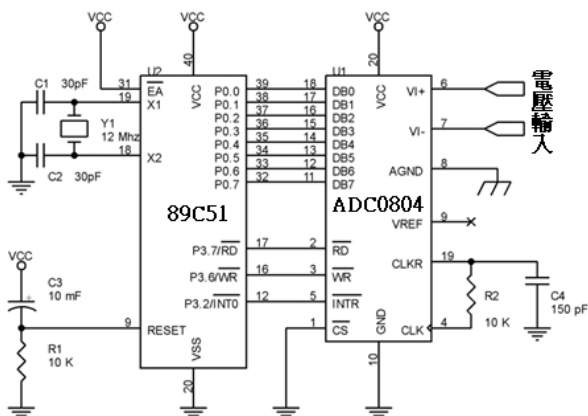 VCC
VCC
VCC
C1 30pF
Y1
12 Mhz
C2 30pF
U2
40
VCC
31 EA
19 X1
18 X2
P0.0 39
P0.1 38
P0.2 37
P0.3 36
P0.4 35
P0.5 34
P0.6 33
P0.7 32
89C51
P3.7/RD 17
P3.6/WR 16
P3.2/INT0 12
9 RESET
VSS
20
VCC
C3
10 mF
R1
10 K
U1
20
VCC
18 DB0
17 DB1
16 DB2
15 DB3
14 DB4
13 DB5
12 DB6
11 DB7
ADC0804
2 RD
3 WR
5 INTR
1 CS
VI+ 6
VI- 7
AGND 8
VREF 9
CLKR 19
CLK 4
GND
10
R2
10 K
C4
150 pF
電壓輸入